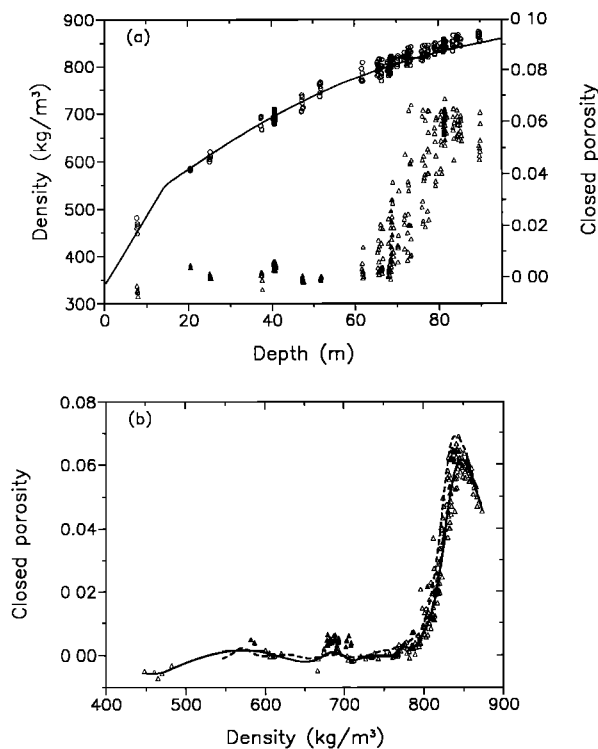 (a)
Density (kg/m³)
900
800
700
600
500
400
300
0 10
0.08
0.06
0.04
0.02
0 00
Closed porosity
0 20 40 60 80
Depth (m)
(b)
Closed porosity
0.08
0.06
0.04
0 02
0 00
400 500 600 700 800 900
Density (kg/m³)